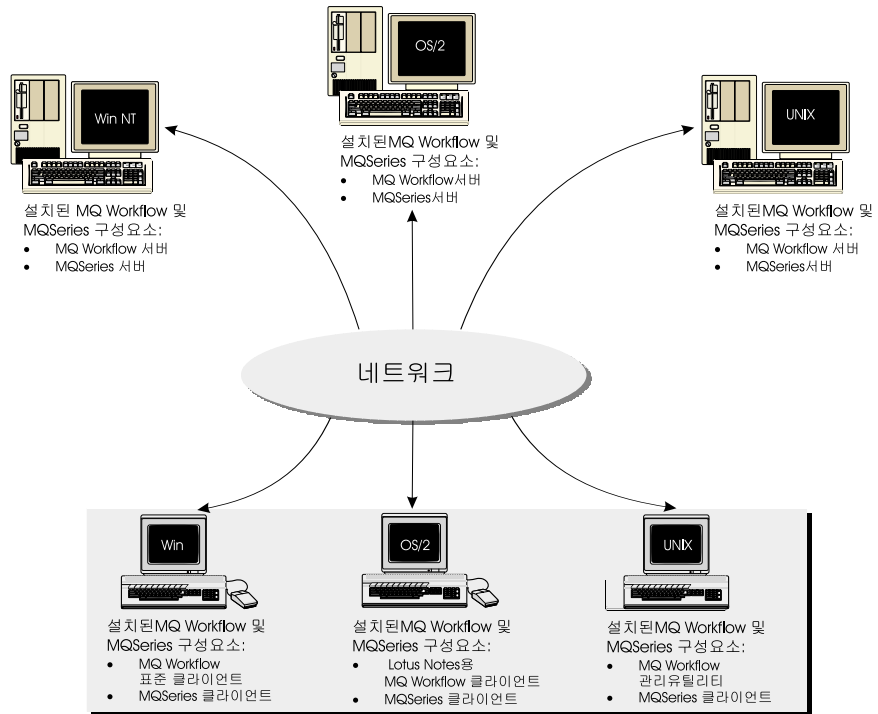 OS/2
설치된MQ Workflow 및
MQSeries 구성요소:
• MQ Workflow서버
• MQSeries서버
Win NT
설치된 MQ Workflow 및
MQSeries 구성요소:
• MQ Workflow 서버
• MQSeries 서버
UNIX
설치된MQ Workflow 및
MQSeries 구성요소:
• MQ Workflow 서버
• MQSeries서버
네트워크
Win
설치된MQ Workflow 및
MQSeries 구성요소:
• MQ Workflow
표준 클라이언트
• MQSeries 클라이언트
OS/2
설치된MQ Workflow 및
MQSeries 구성요소:
• Lotus Notes용
MQ Workflow 클라이언트
• MQSeries 클라이언트
UNIX
설치된MQ Workflow 및
MQSeries 구성요소:
• MQ Workflow
관리유틸리티
• MQSeries 클라이언트